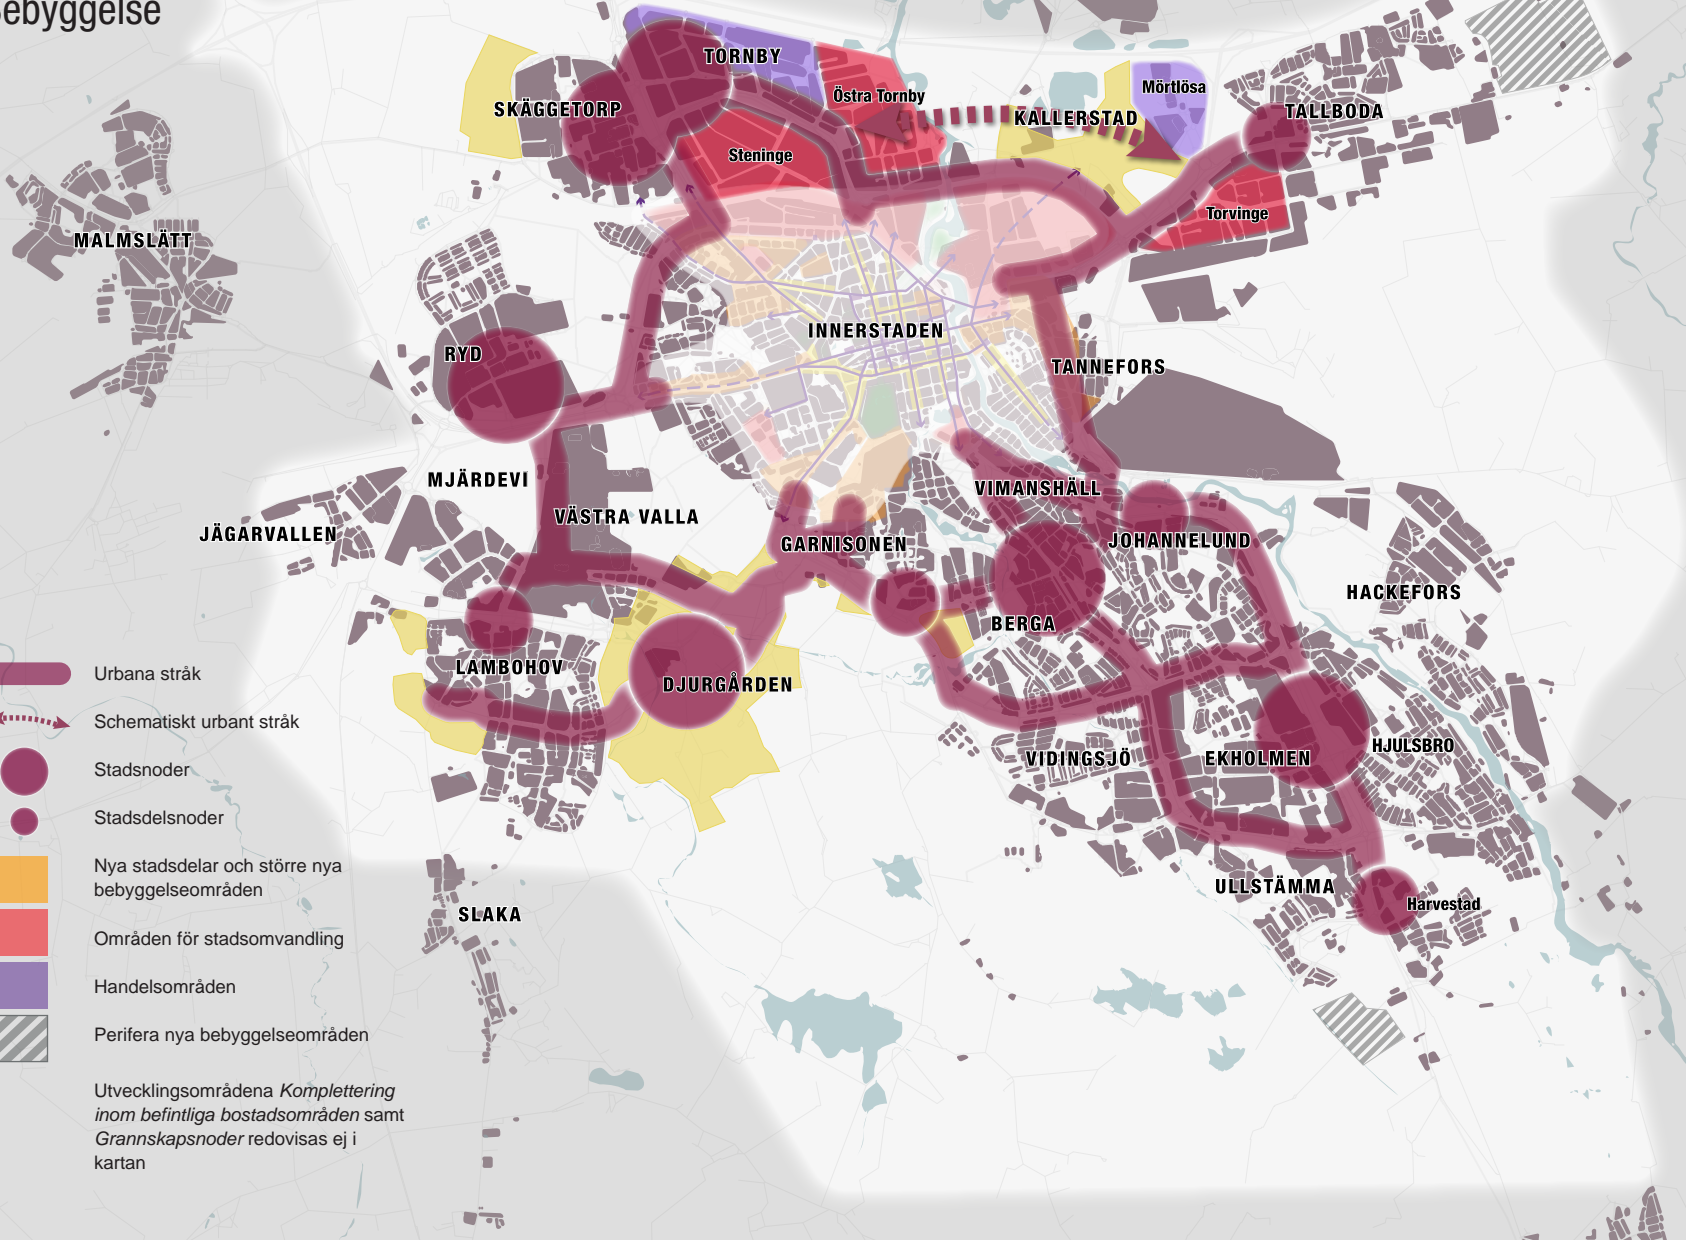 ebyggelse
TORNBY
Östra Tornby
Mörtlösa
SKÄGGETORP
KALLERSTAD
TALLBODA
Steninge
Torvinge
MALMSLÄTT
INNERSTADEN
RYD
TANNEFORS
MJÄRDEVI
VIMANSHÄLL
VÄSTRA VALLA
JÄGARVALLEN
GARNISONEN
JOHANNELUND
HACKEFORS
BERGA
LAMBOHOV
DJURGÅRDEN
VIDINGSJÖ
EKHOLMEN
HJULSBRO
ULLSTÄMMA
Harvestad
SLAKA
Urbana stråk
Schematiskt urbant stråk
Stadsnoder
Stadsdelsnoder
Nya stadsdelar och större nya
bebyggelseområden
Områden för stadsomvandling
Handelsområden
Perifera nya bebyggelseområden
Utvecklingsområdena Komplettering
inom befintliga bostadsområden samt
Grannskapsnoder redovisas ej i
kartan